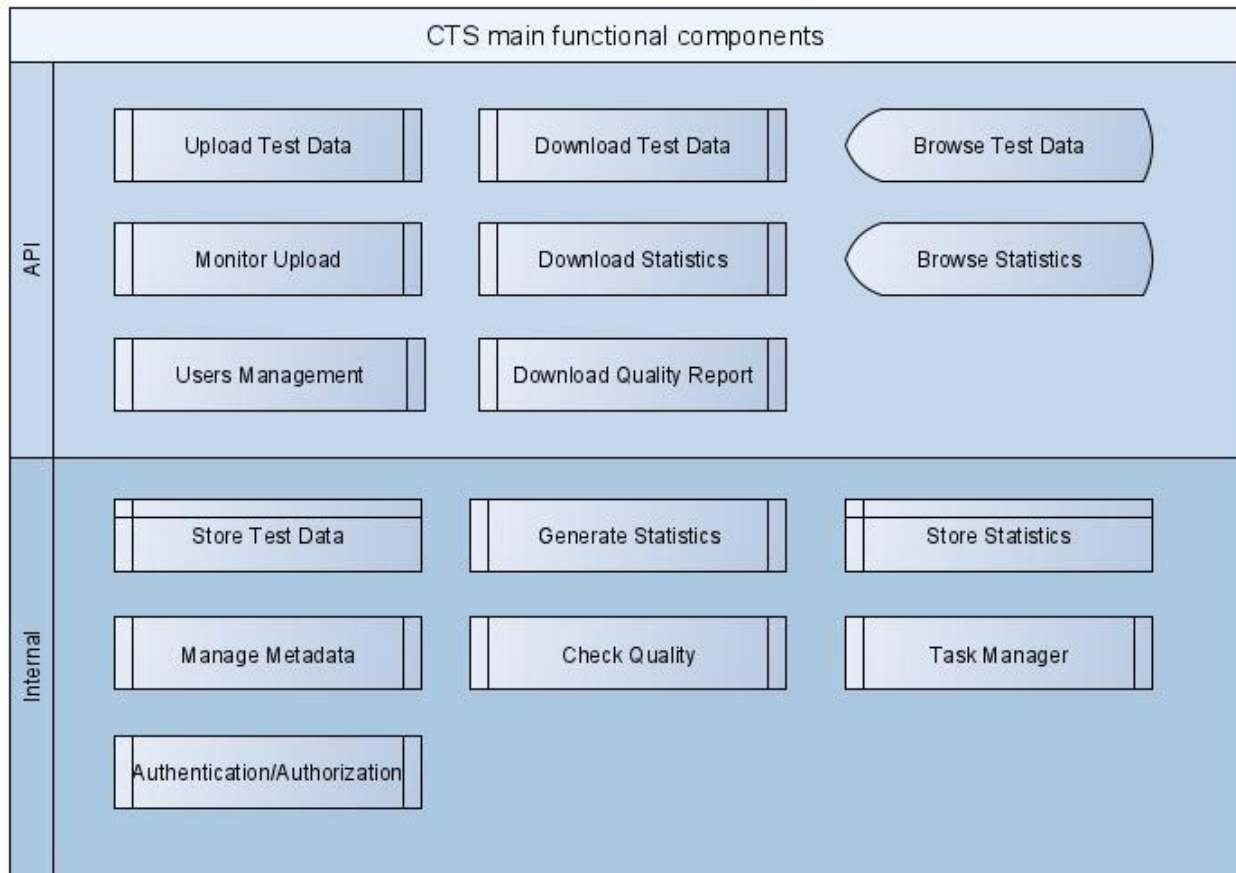 CTS main functional components
API
Upload Test Data
Download Test Data
Browse Test Data
Monitor Upload
Download Statistics
Browse Statistics
Users Management
Download Quality Report
Internal
Store Test Data
Generate Statistics
Store Statistics
Manage Metadata
Check Quality
Task Manager
Authentication/Authorization